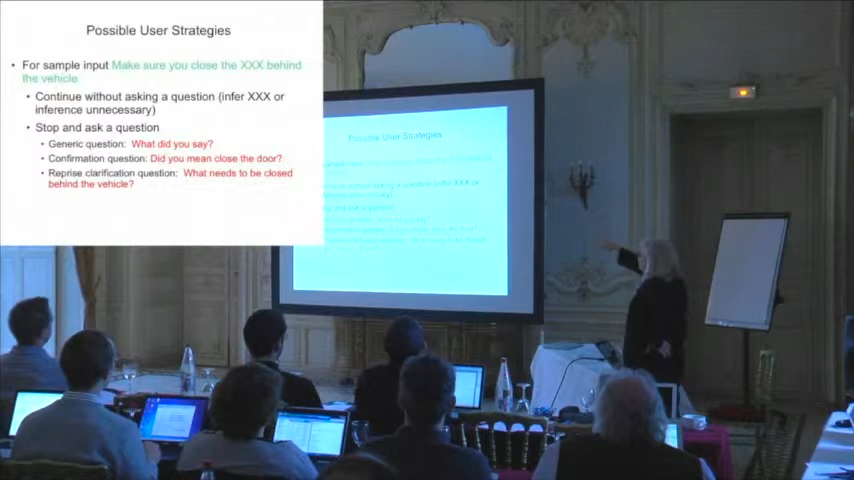 Possible User Strategies
• For sample input Make sure you close the XXX behind
the vehicle
• Continue without asking a question (infer XXX or
inference unnecessary)
• Stop and ask a question
• Generic question: What did you say?
• Confirmation question: Did you mean close the door?
• Reprise clarification question: What needs to be closed
behind the vehicle?
Possible User Strategies